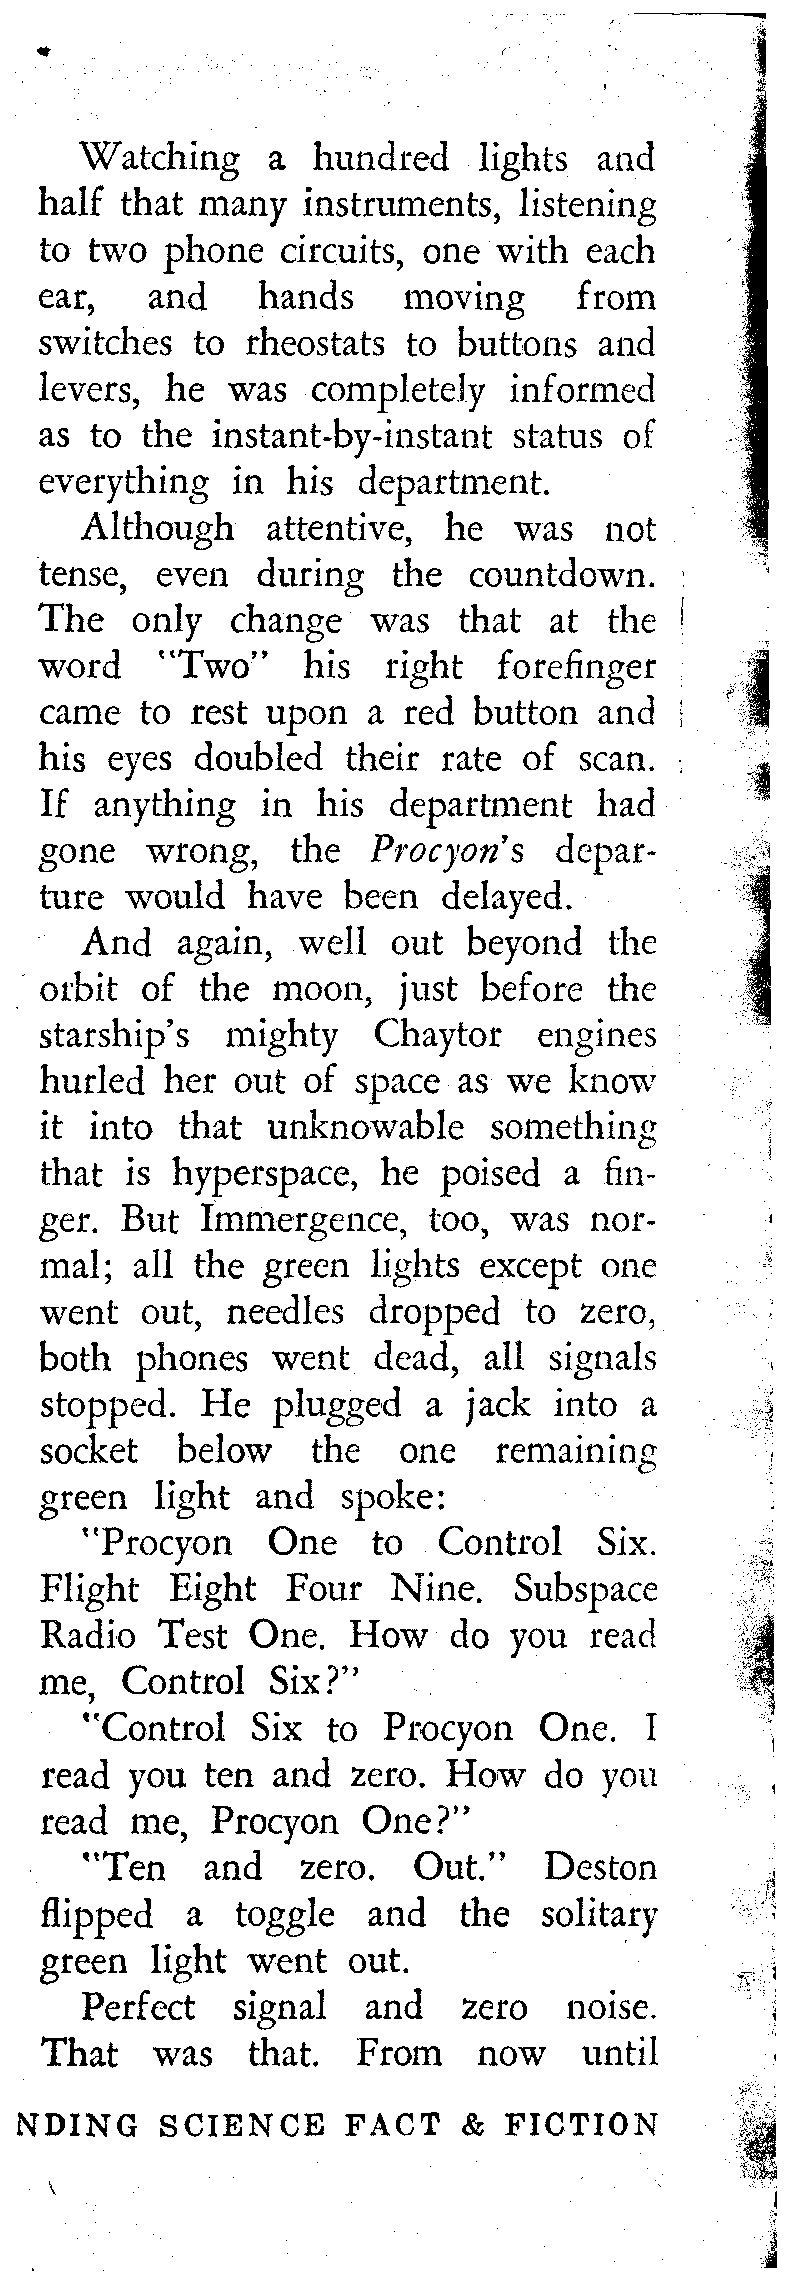 Watching a hundred lights and
half that many instruments, listening
to two phone circuits, one with each
ear, and hands moving from
switches to rheostats to buttons and
levers, he was completely informed
as to the instant-by-instant status of
everything in his department.
Although attentive, he was not
tense, even during the countdown.
The only change was that at the
word "Two" his right forefinger
came to rest upon a red button and
his eyes doubled their rate of scan.
If anything in his department had
gone wrong, the Procyon's depar-
ture would have been delayed.
And again, well out beyond the
orbit of the moon, just before the
starship's mighty Chaytor engines
hurled her out of space as we know
it into that unknowable something
that is hyperspace, he poised a fin-
ger. But Immergence, too, was nor-
mal; all the green lights except one
went out, needles dropped to zero,
both phones went dead, all signals
stopped. He plugged a jack into a
socket below the one remaining
green light and spoke:
"Procyon One to Control Six.
Flight Eight Four Nine. Subspace
Radio Test One. How do you read
me, Control Six?"
"Control Six to Procyon One. I
read you ten and zero. How do you
read me, Procyon One?"
"Ten and zero. Out." Deston
flipped a toggle and the solitary
green light went out.
Perfect signal and zero noise.
That was that. From now until
NDING SCIENCE FACT & FICTION